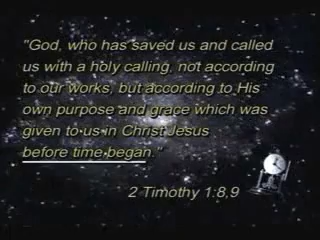 "God, who has saved us and called
us with a holy calling, not according
to our works, but according to His
own purpose and grace which was
given to us in Christ Jesus
before time began."
2 Timothy 1:8,9